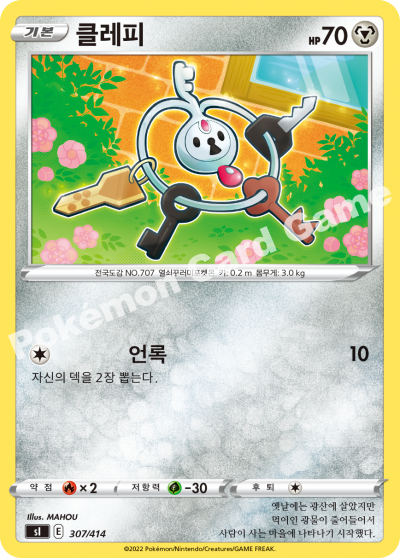 기본 클레피 HP 70
전국도감 NO.707 열쇠꾸러미포켓몬 키: 0.2 m 몸무게: 3.0 kg
언록 10
자신의 덱을 2장 뽑는다.
약점 ×2 저항력 -30 후퇴
Illus. MAHOU
sI E 307/414
옛날에는 광산에 살았지만
먹이인 광물이 줄어들어서
사람이 사는 마을에 나타나기 시작했다.
©2022 Pokémon/Nintendo/Creatures/GAME FREAK.
Pokémon Card Game